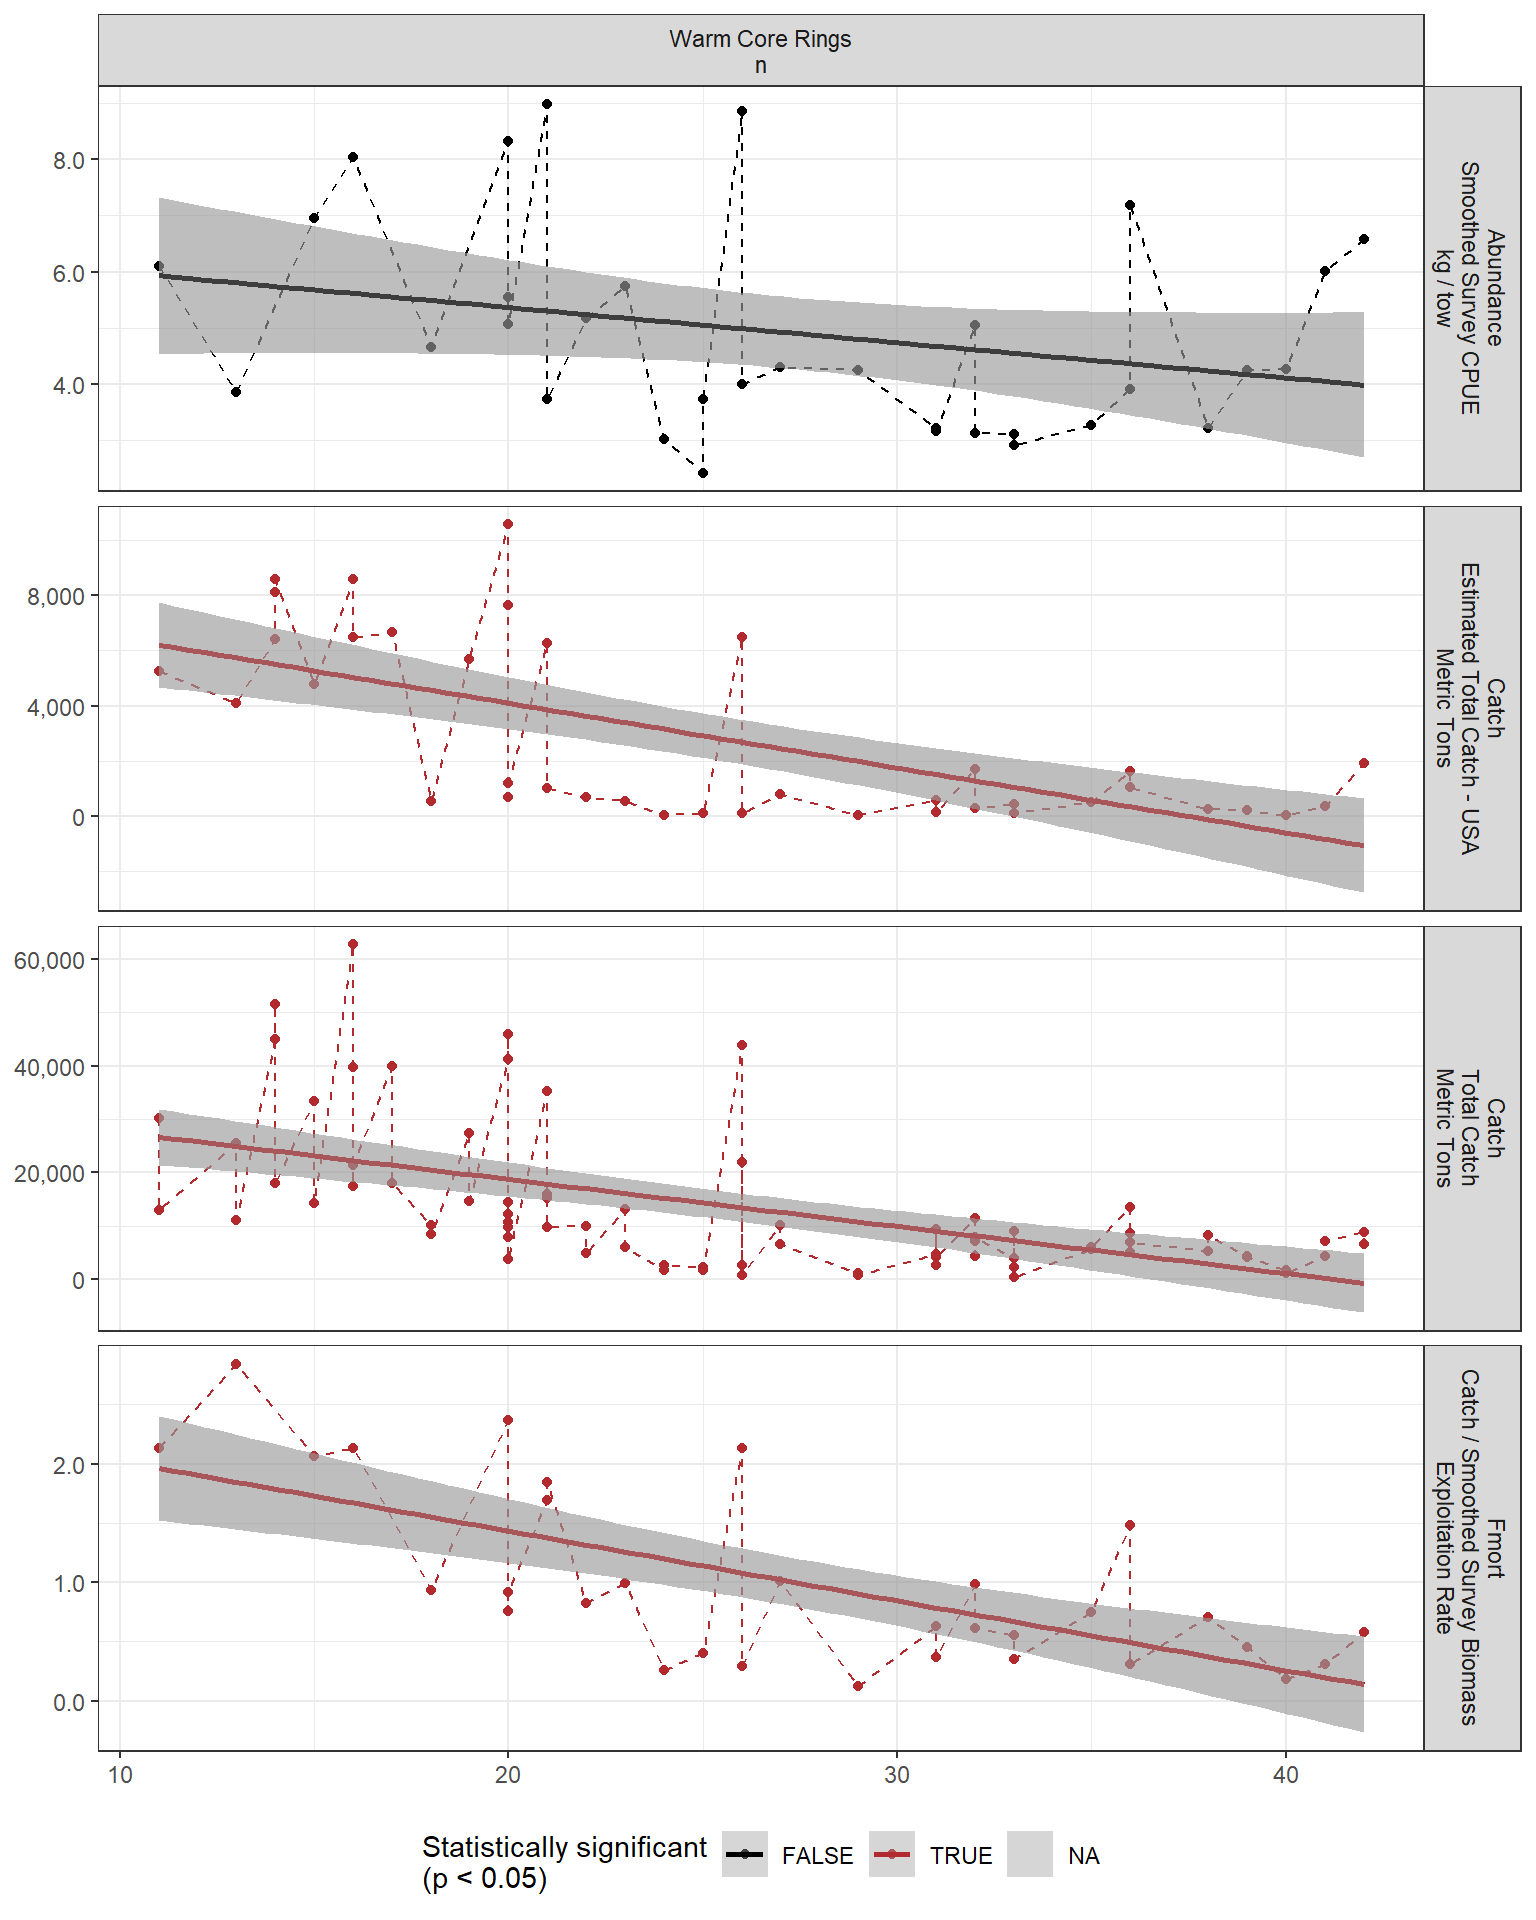 Warm Core Rings
n
8.0
6.0
4.0
Abundance
Smoothed Survey CPUE
kg / tow
8,000
4,000
0
Catch
Estimated Total Catch - USA
Metric Tons
60,000
40,000
20,000
0
Catch
Total Catch
Metric Tons
2.0
1.0
0.0
Fmort
Catch / Smoothed Survey Biomass
Exploitation Rate
10
20
30
40
Statistically significant
(p < 0.05)
FALSE
TRUE
NA